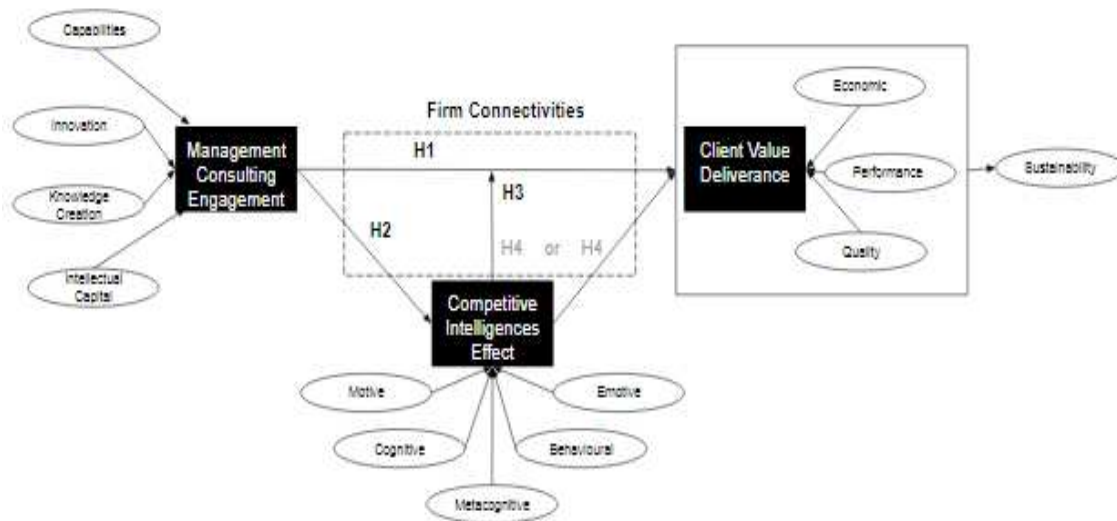 Capabilities
Economic
Firm Connectivities
Innovation
H1
Management
Consulting
Engagement
Client Value
Deliverance
Performance
Sustainability
H3
Knowledge
Creation
H2
H4 or H4
Quality
Intellectual
Capital
Competitive
Intelligences
Effect
Motive
Emotive
Cognitive
Behavioural
Metacognitive